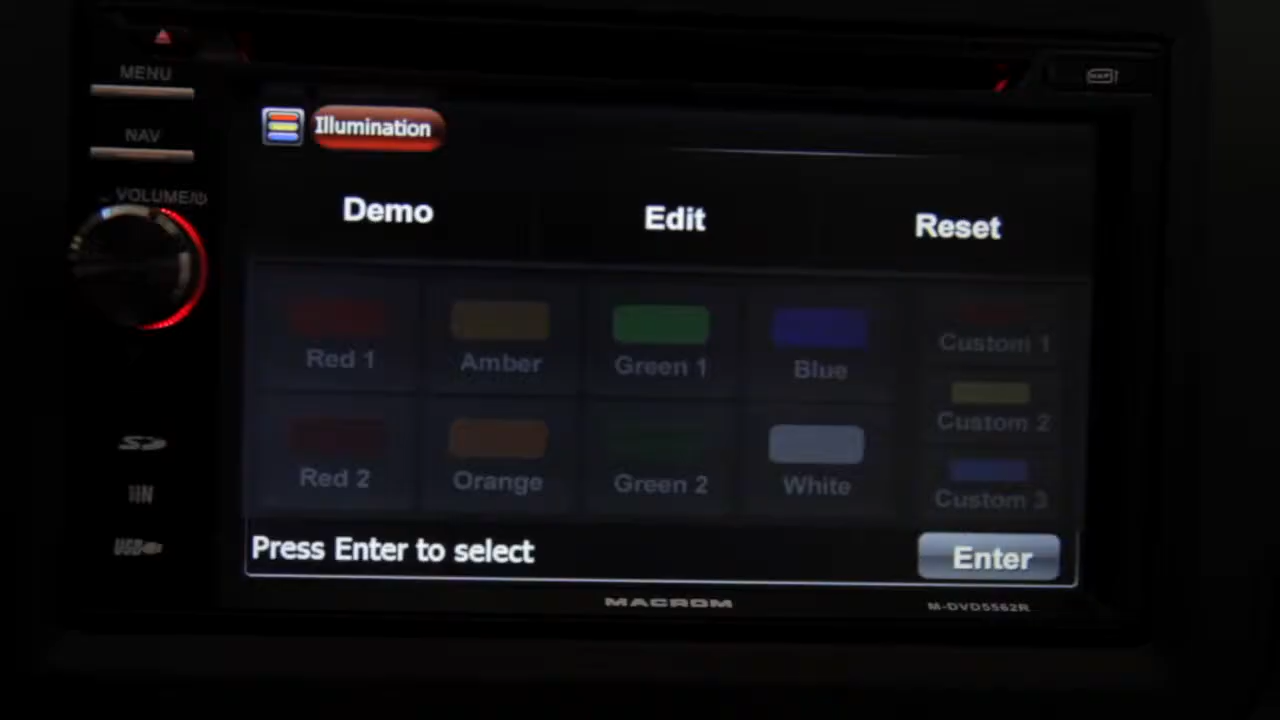 MENU
NAV
VOLUME/
Illumination
Demo
Edit
Reset
Red 1
Amber
Green 1
Blue
Custom 1
Custom 2
Red 2
Orange
Green 2
White
Custom 3
Press Enter to select
Enter
MACROM
M-DVD5562R